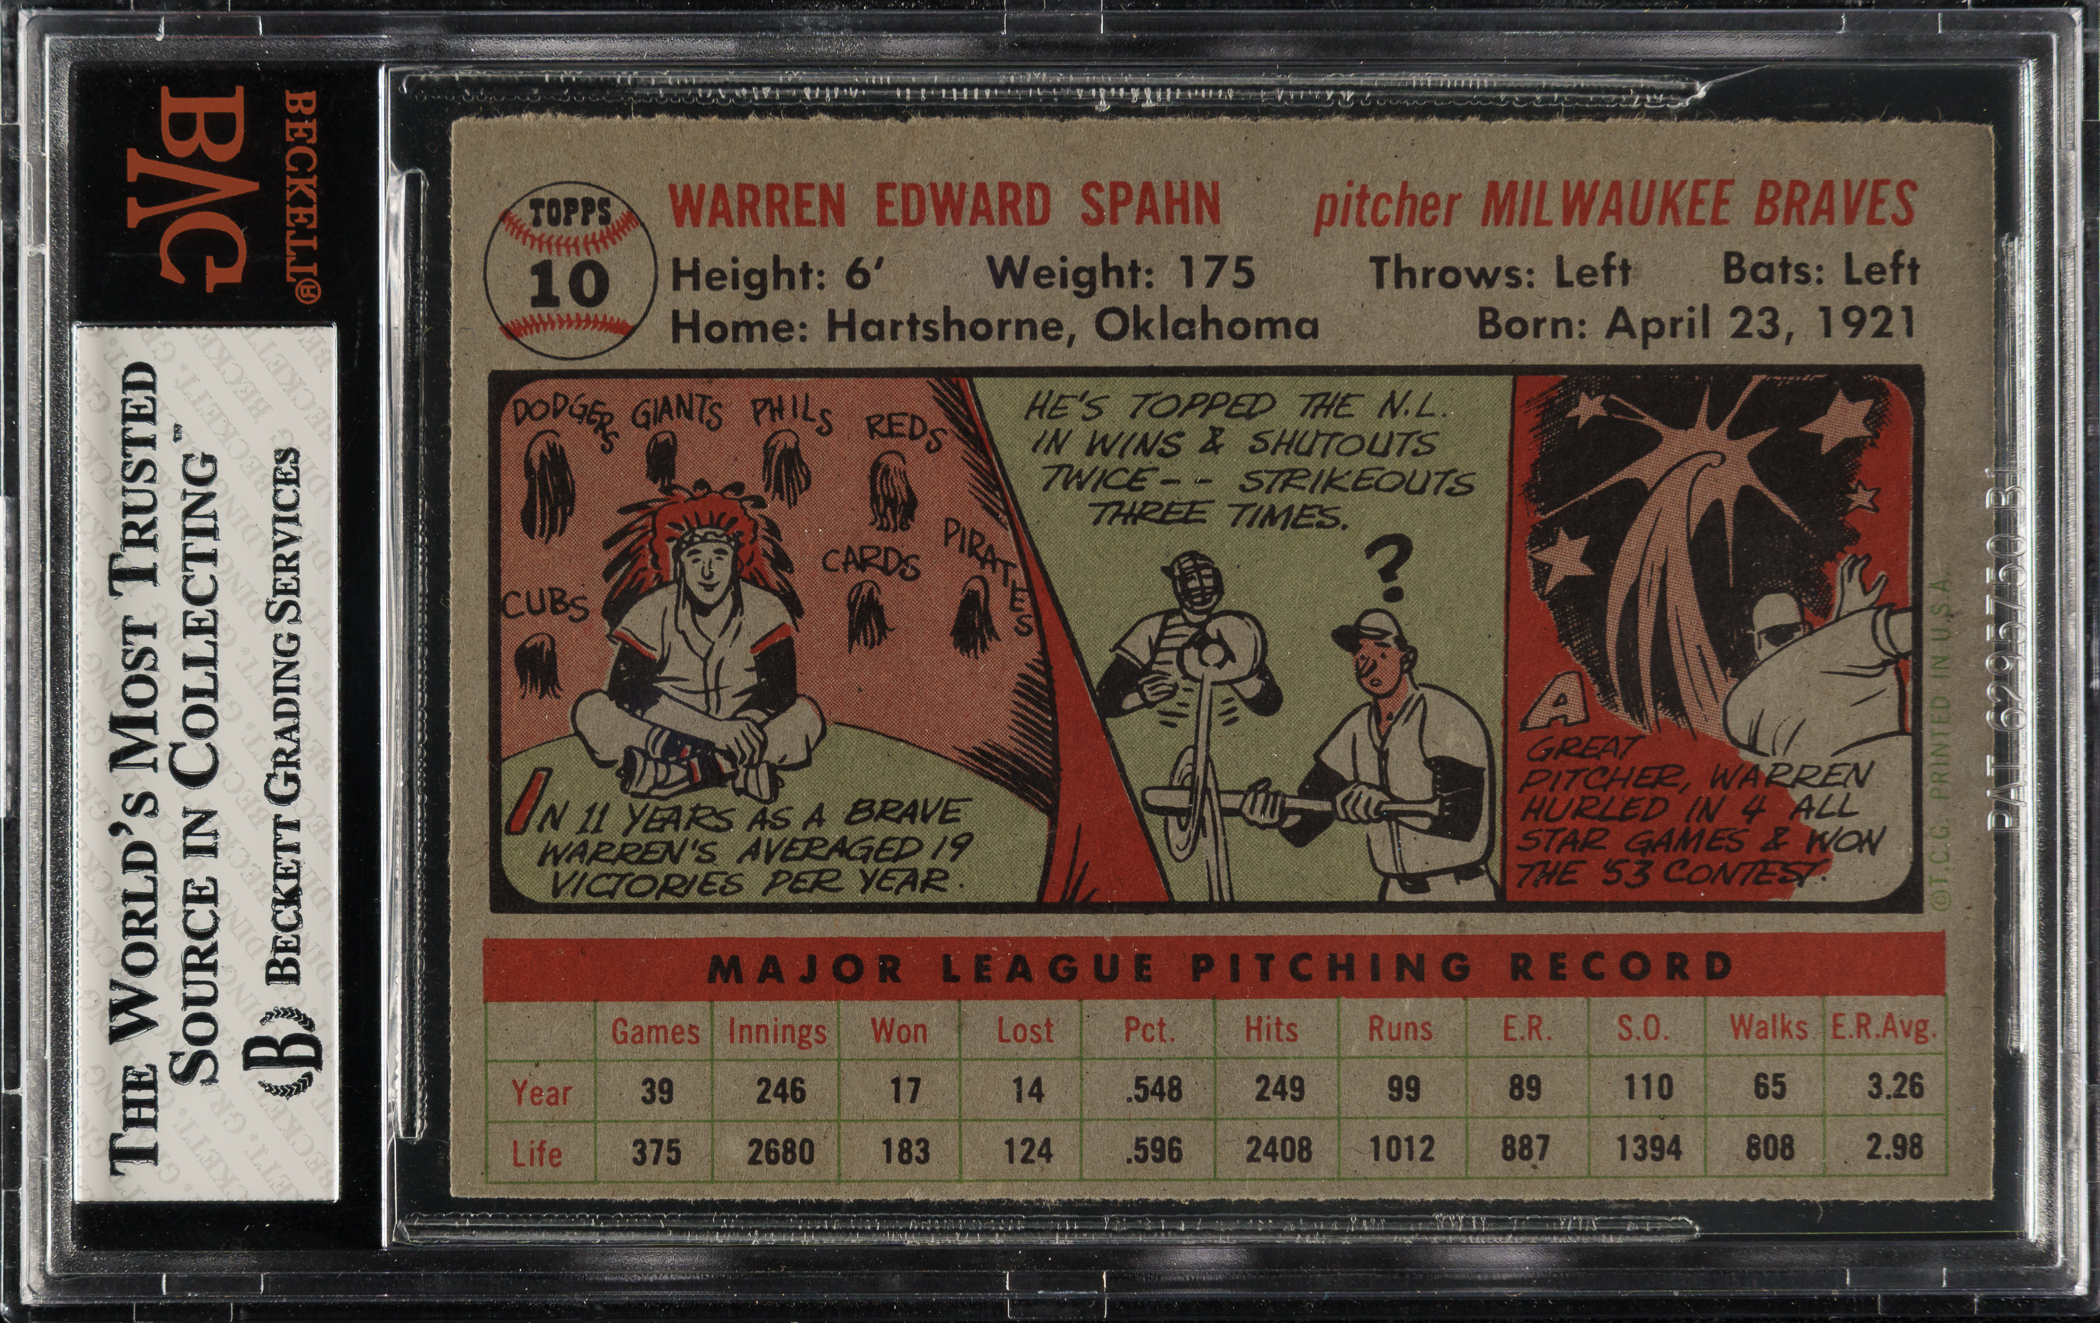 BECKETT®
BVG
THE WORLD'S MOST TRUSTED
SOURCE IN COLLECTING™
B BECKETT GRADING SERVICES
TOPPS
10
WARREN EDWARD SPAHN pitcher MILWAUKEE BRAVES
Height: 6' Weight: 175 Throws: Left Bats: Left
Home: Hartshorne, Oklahoma Born: April 23, 1921
DODGERS GIANTS PHILS REDS
CUBS CARDS PIRATES
IN 11 YEARS AS A BRAVE
WARREN'S AVERAGED 19
VICTORIES PER YEAR.
HE'S TOPPED THE N.L.
IN WINS & SHUTOUTS
TWICE-- STRIKEOUTS
THREE TIMES.
?
A
GREAT
PITCHER, WARREN
HURLED IN 4 ALL
STAR GAMES & WON
THE '53 CONTEST.
©T.C.G. PRINTED IN U.S.A.
MAJOR LEAGUE PITCHING RECORD
Games Innings Won Lost Pct. Hits Runs E.R. S.O. Walks E.R.Avg.
Year 39 246 17 14 .548 249 99 89 110 65 3.26
Life 375 2680 183 124 .596 2408 1012 887 1394 808 2.98